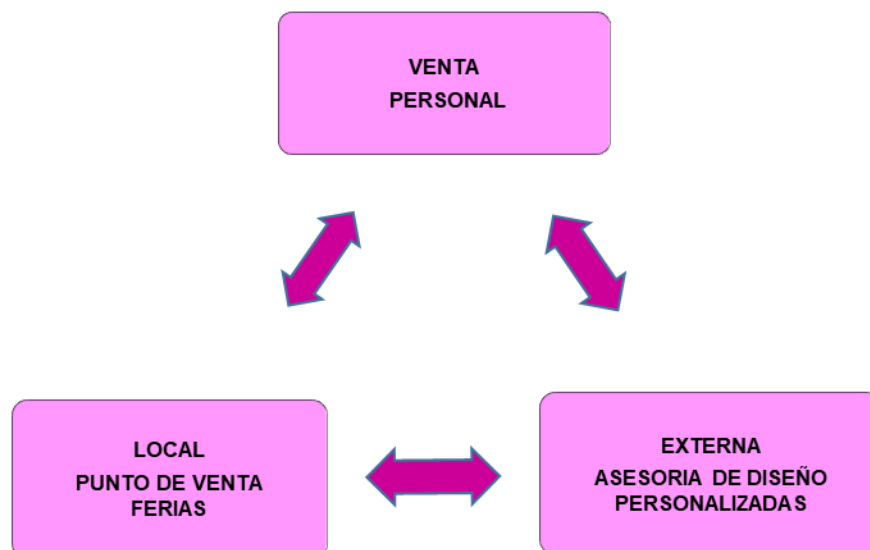 VENTA
PERSONAL
LOCAL
PUNTO DE VENTA
FERIAS
EXTERNA
ASESORIA DE DISEÑO
PERSONALIZADAS